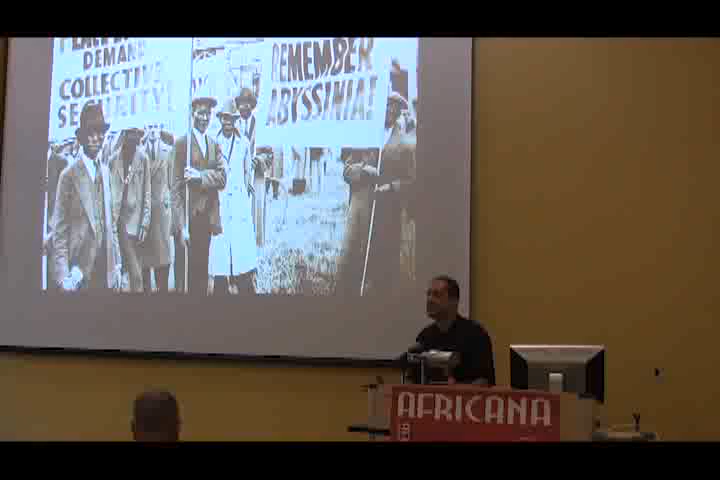 DEMAND
COLLECTIVE
SECURITY!
REMEMBER
ABYSSINIA!
AFRICANA